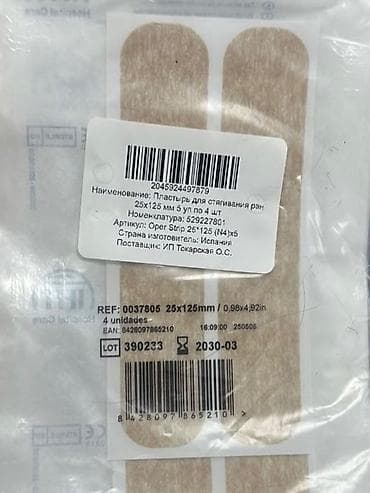 2045924497879
Наименование: Пластырь для стягивания ран
25x125 мм 5 уп по 4 шт
Номенклатура: 529227801
Артикул: Oper Strip 25*125 (N4)x5
Страна изготовитель: Испания
Поставщик: ИП Токарская О.С.
REF: 0037805 25x125mm / 0,98x4,92in
4 unidades
EAN: 8428097865210 16:09:00 250506
LOT 390233 2030-03
8 428097 865210 >